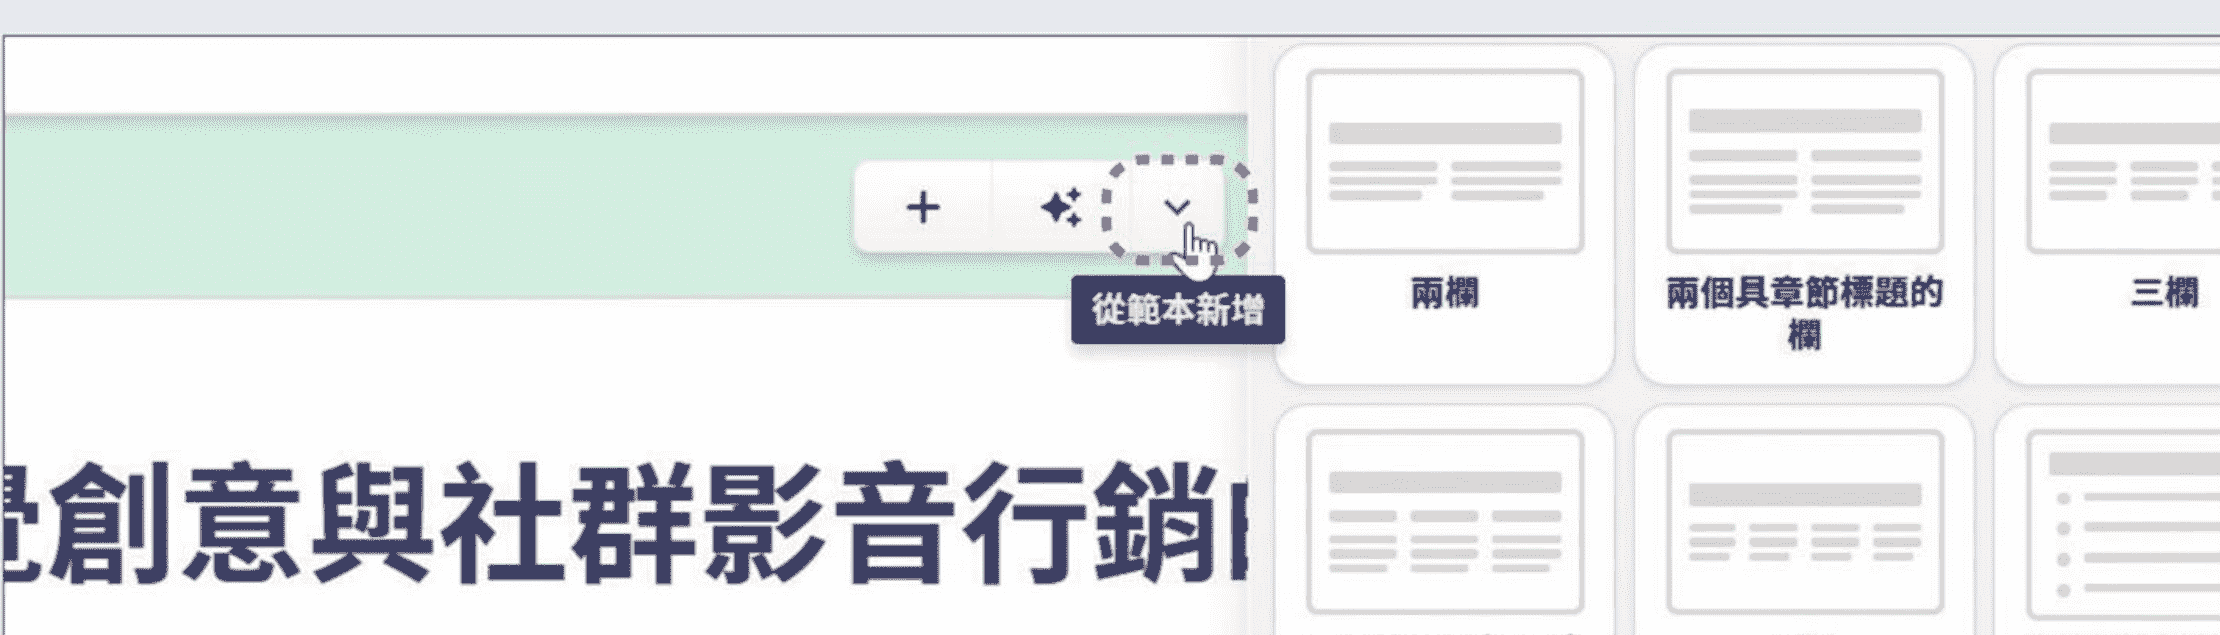 從範本新增
兩欄
兩個具章節標題的
欄
三欄
創意與社群影音行銷